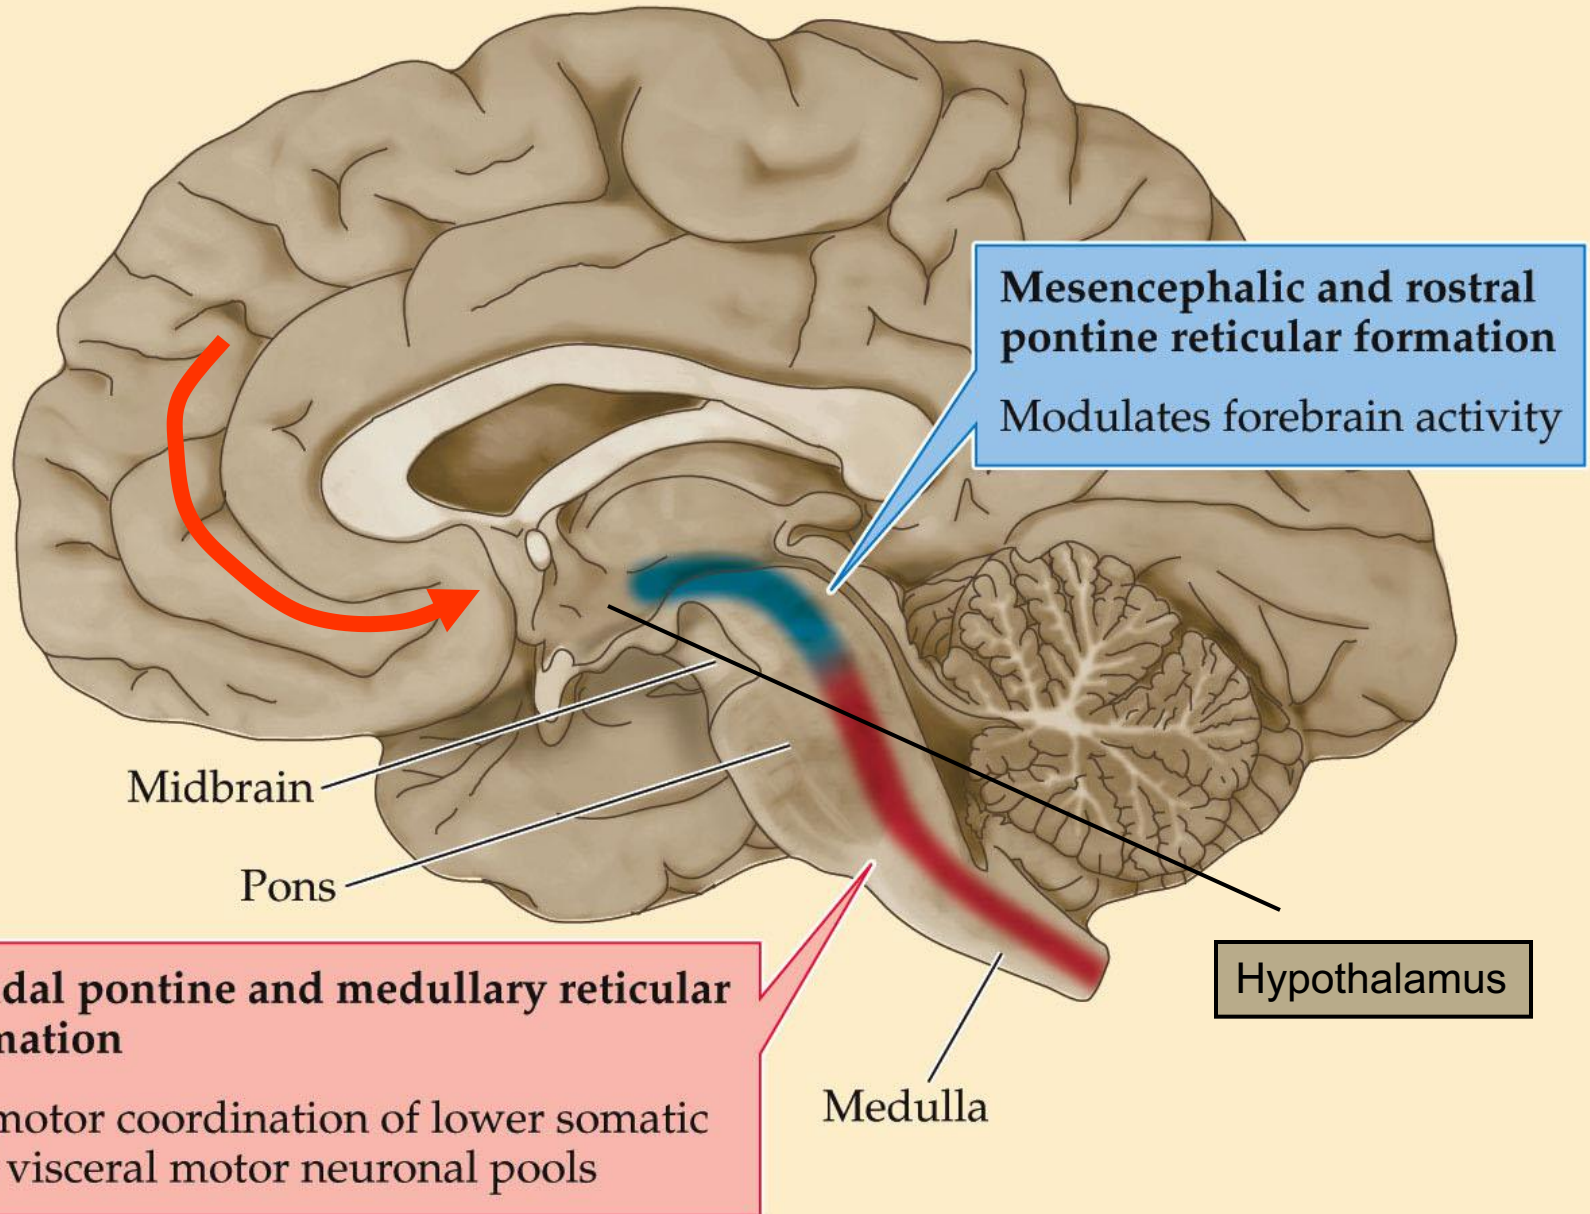 Mesencephalic and rostral
pontine reticular formation
Modulates forebrain activity
Midbrain
Pons
dal pontine and medullary reticular
mation
motor coordination of lower somatic
visceral motor neuronal pools
Medulla
Hypothalamus